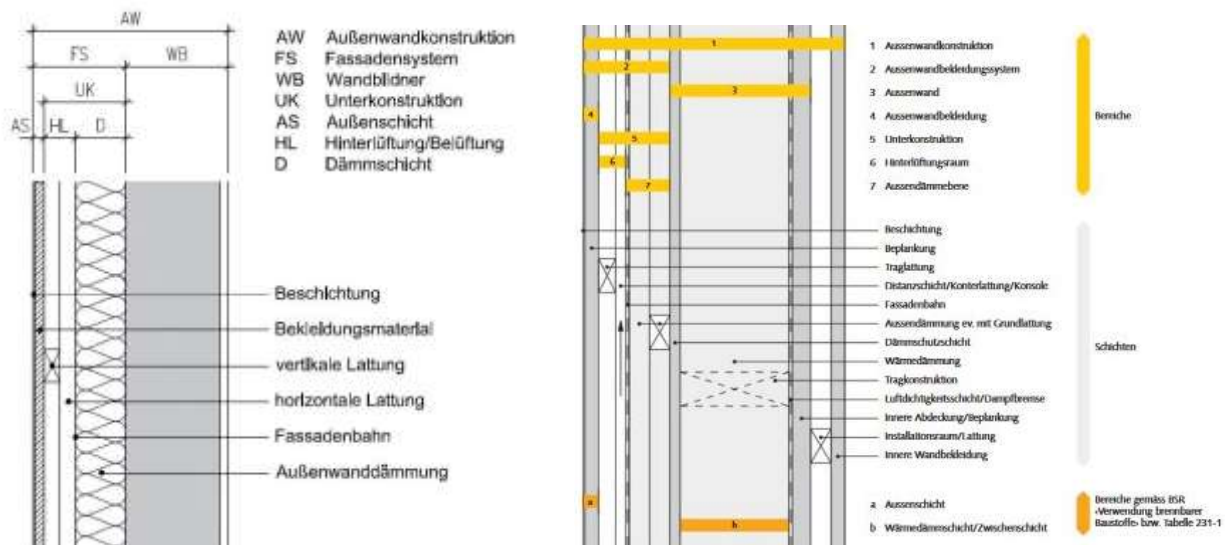 AW
FS
WB
UK
AS
HL
D
AW Außenwandkonstruktion
FS Fassadensystem
WB Wandbildner
UK Unterkonstruktion
AS Außenschicht
HL Hinterlüftung/Belüftung
D Dämmschicht
Beschichtung
Bekleidungsmaterial
vertikale Lattung
horizontale Lattung
Fassadenbahn
Außenwanddämmung
1
2
3
4
5
6
7
1 Aussenwandkonstruktion
2 Aussenwandbekleidungssystem
3 Aussenwand
4 Aussenwandbekleidung
5 Unterkonstruktion
6 Hinterlüftungsraum
7 Aussendämmebene
Bereiche
Beschichtung
Beplankung
Traglattung
Distanzschicht/Konterlattung/Konsole
Fassadenbahn
Aussendämmung ev. mit Grundlattung
Dämmschutzschicht
Wärmedämmung
Tragkonstruktion
Luftdichtigkeitsschicht/Dampfbremse
Innere Abdeckung/Beplankung
Installationsraum/Lattung
Innere Wandbekleidung
Schichten
a
b
a Aussenschicht
b Wärmedämmschicht/Zwischenschicht
Bereiche gemäss BSR
«Verwendung brennbarer
Baustoffe» bzw. Tabelle 231-1